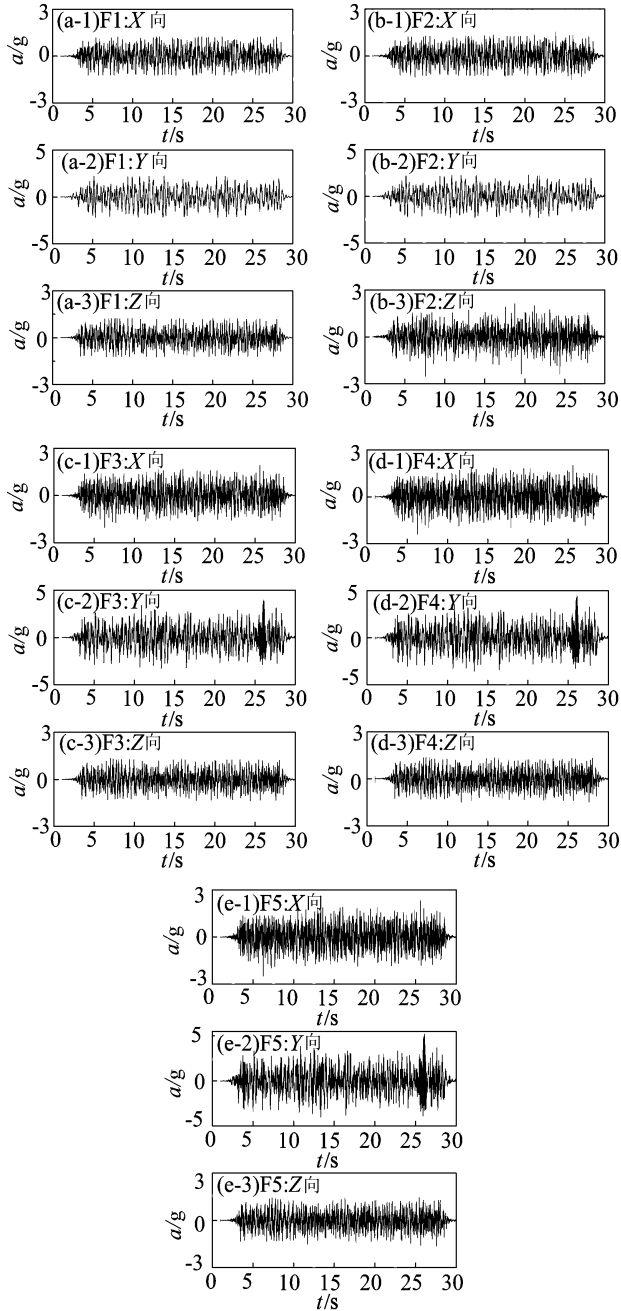 (a-1)F1:X向
3
0
-3
a/g
0 5 10 15 20 25 30
t/s
(b-1)F2:X向
3
0
-3
a/g
0 5 10 15 20 25 30
t/s
(a-2)F1:Y向
5
0
-5
a/g
0 5 10 15 20 25 30
t/s
(b-2)F2:Y向
5
0
-5
a/g
0 5 10 15 20 25 30
t/s
(a-3)F1:Z向
3
0
-3
a/g
5 10 15 20 25 30
t/s
(b-3)F2:Z向
3
0
-3
a/g
0 5 10 15 20 25 30
t/s
(c-1)F3:X向
3
0
-3
a/g
0 5 10 15 20 25 30
t/s
(d-1)F4:X向
3
0
-3
a/g
0 5 10 15 20 25 30
t/s
(c-2)F3:Y向
5
0
-5
a/g
0 5 10 15 20 25 30
t/s
(d-2)F4:Y向
5
0
-5
a/g
0 5 10 15 20 25 30
t/s
(c-3)F3:Z向
3
0
-3
a/g
0 5 10 15 20 25 30
t/s
(d-3)F4:Z向
3
0
-3
a/g
0 5 10 15 20 25 30
t/s
(e-1)F5:X向
3
0
-3
a/g
0 5 10 15 20 25 30
t/s
(e-2)F5:Y向
5
0
-5
a/g
0 5 10 15 20 25 30
t/s
(e-3)F5:Z向
3
0
-3
a/g
0 5 10 15 20 25 30
t/s